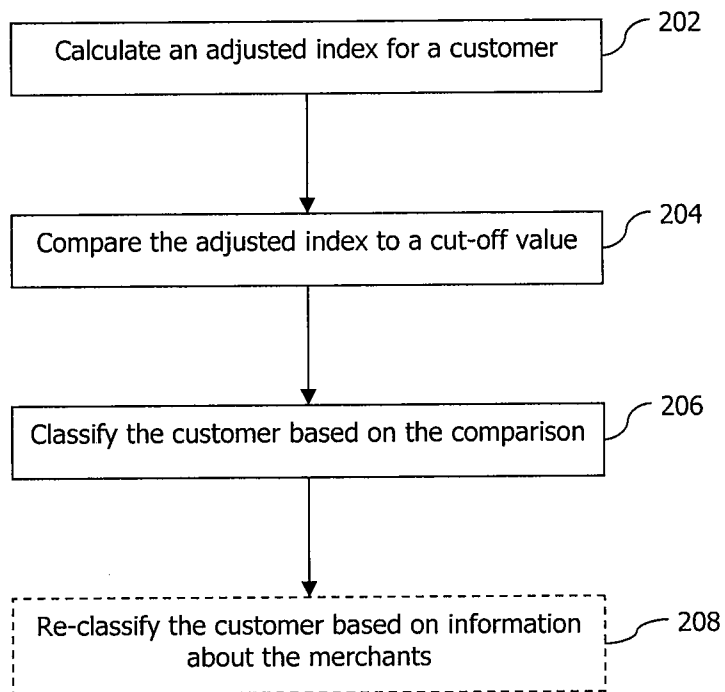 202
Calculate an adjusted index for a customer
204
Compare the adjusted index to a cut-off value
206
Classify the customer based on the comparison
Re-classify the customer based on information
about the merchants
208